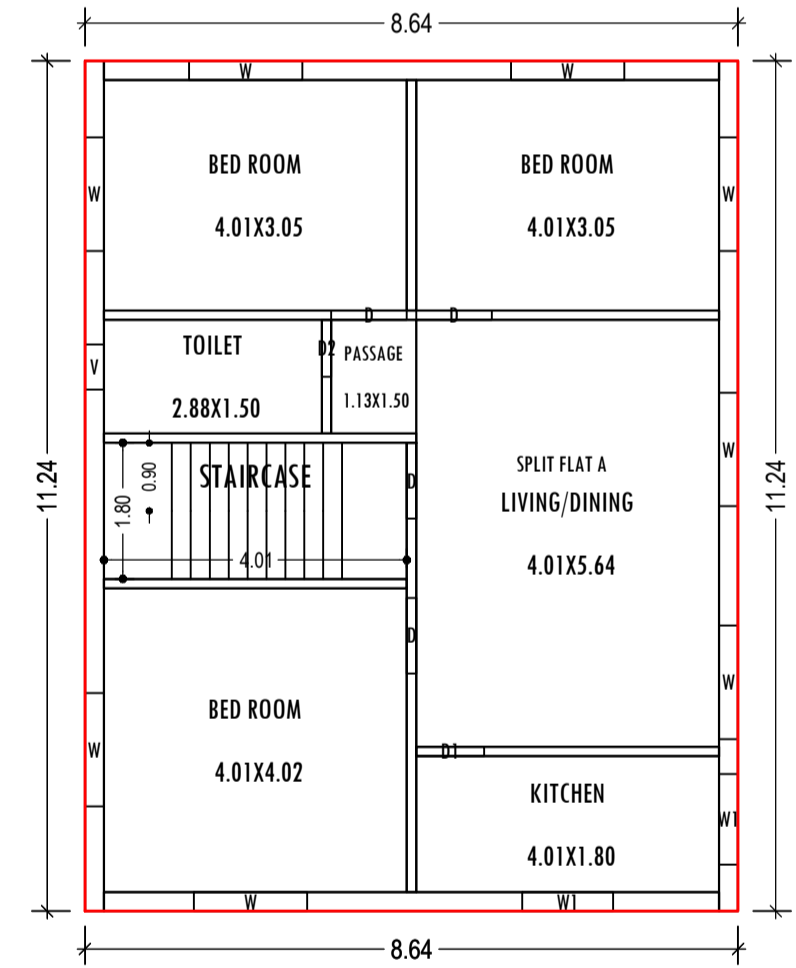 8.64
W
W
BED ROOM
BED ROOM
W
W
4.01X3.05
4.01X3.05
D
D
TOILET
D2
PASSAGE
V
2.88X1.50
1.13X1.50
W
SPLIT FLAT A
STAIRCASE
0.90
D
11.24
11.24
LIVING/DINING
1.80
4.01
4.01X5.64
D
W
BED ROOM
W
D1
4.01X4.02
KITCHEN
W1
4.01X1.80
W
W1
8.64